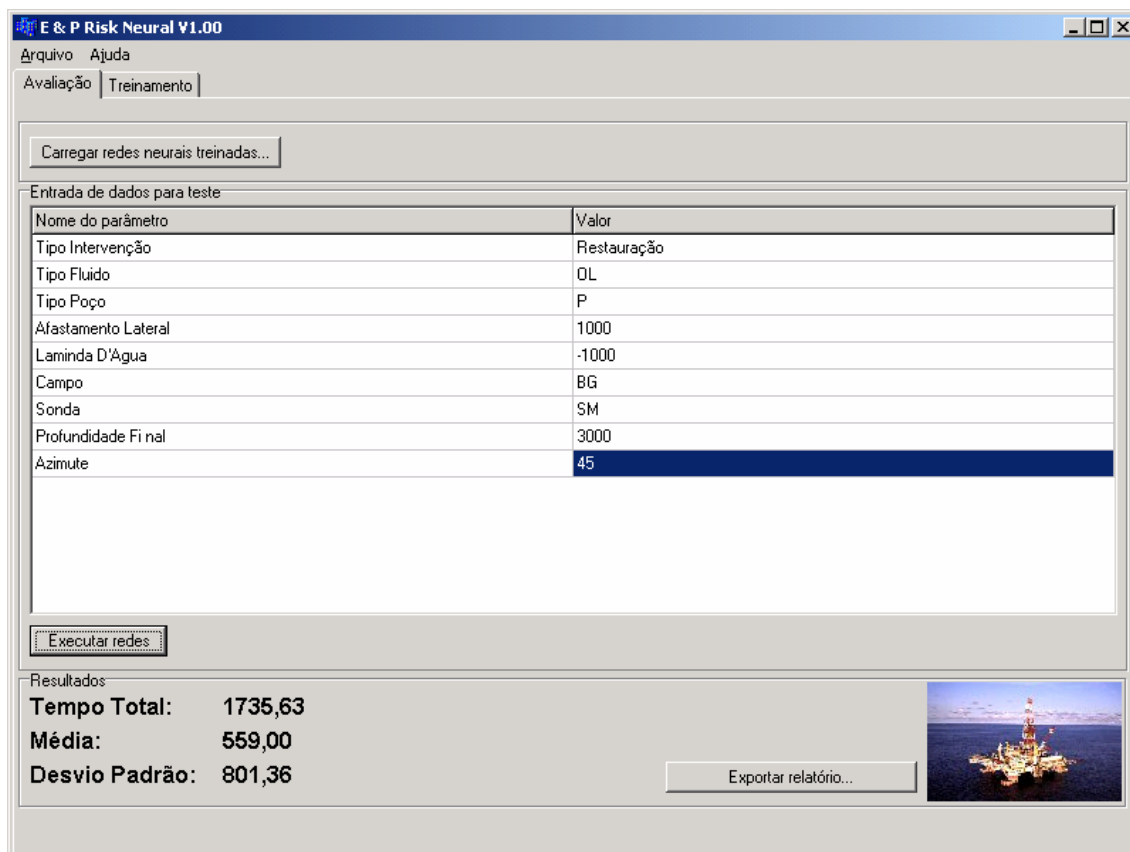 E & P Risk Neural V1.00
Arquivo Ajuda
Avaliação Treinamento
Carregar redes neurais treinadas...
Entrada de dados para teste
Nome do parâmetro Valor
Tipo Intervenção Restauração
Tipo Fluido OL
Tipo Poço P
Afastamento Lateral 1000
Laminda D'Agua -1000
Campo BG
Sonda SM
Profundidade Fi nal 3000
Azimute 45
Executar redes
Resultados
Tempo Total: 1735,63
Média: 559,00
Desvio Padrão: 801,36
Exportar relatório...